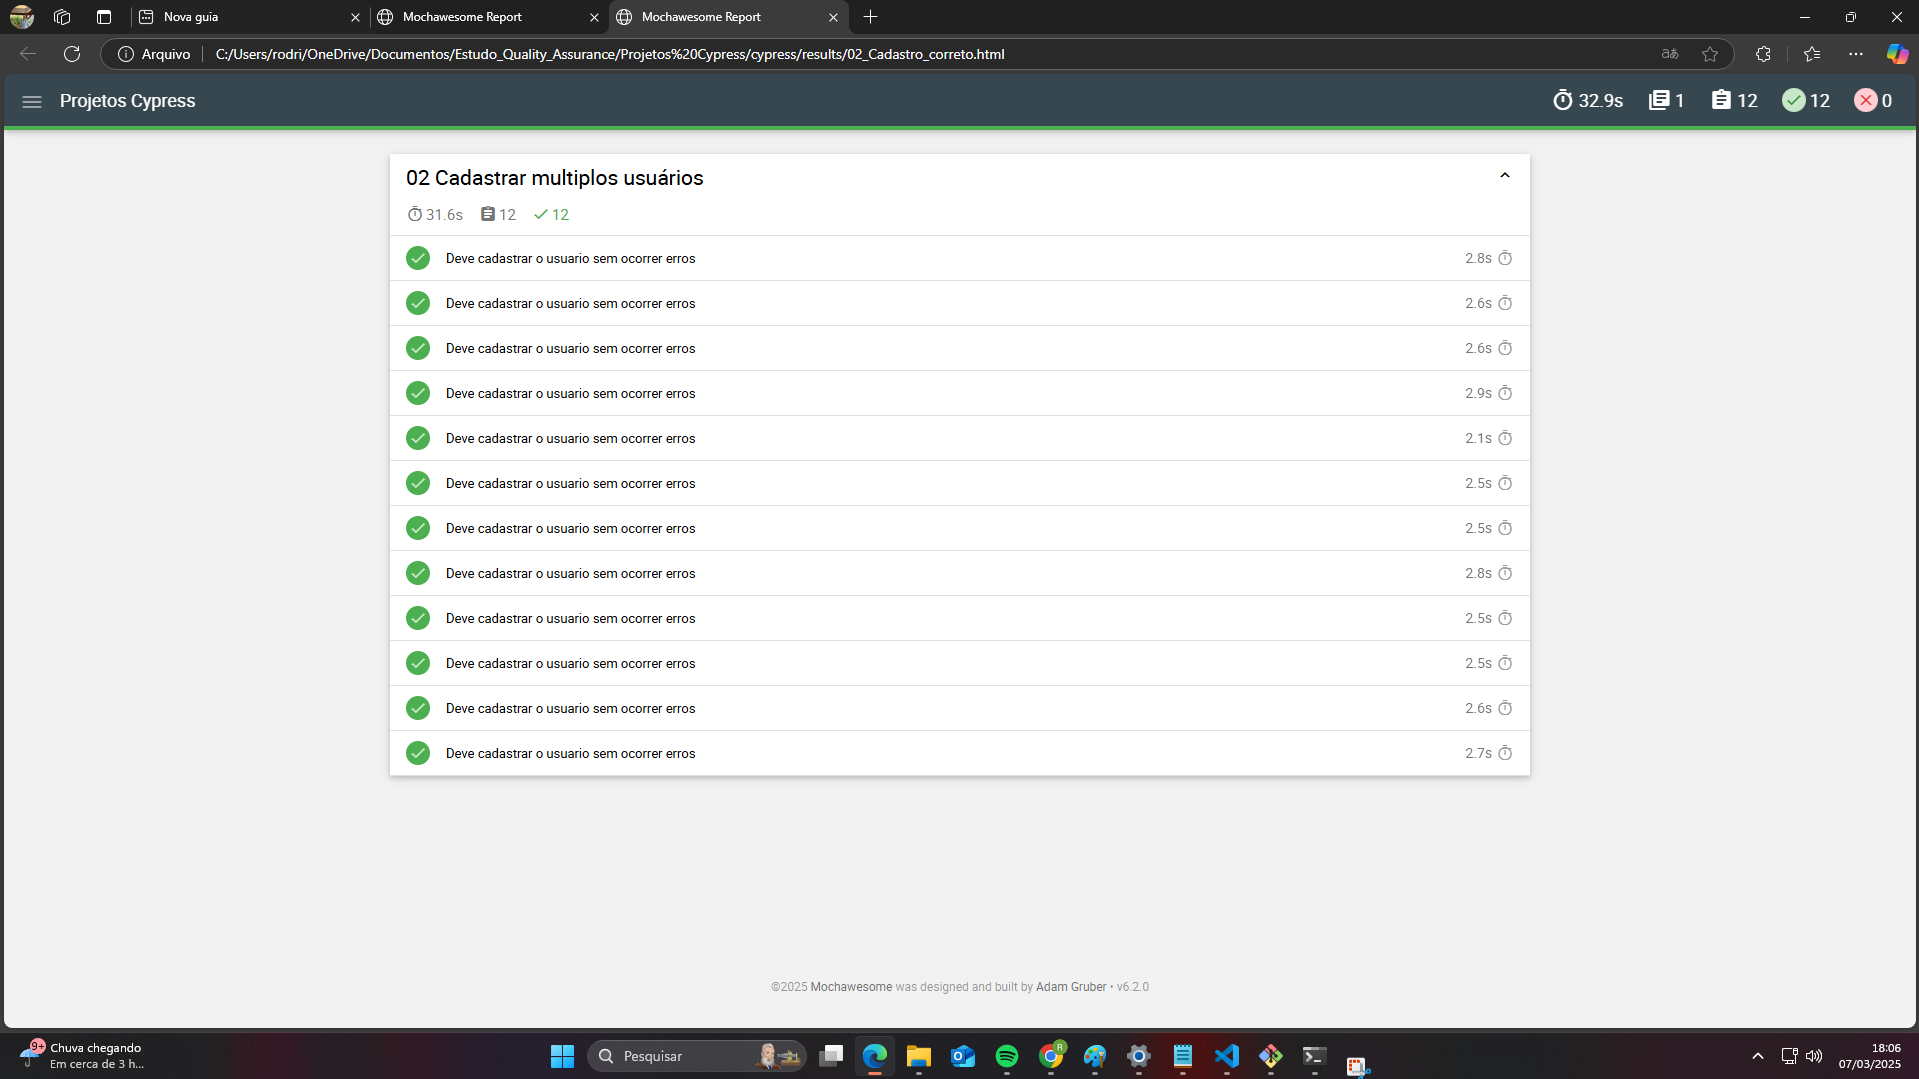 Nova guia
Mochawesome Report
Mochawesome Report
Arquivo
C:/Users/rodri/OneDrive/Documentos/Estudo_Quality_Assurance/Projetos%20Cypress/cypress/results/02_Cadastro_correto.html
aあ
Projetos Cypress
32.9s
1
12
12
0
02 Cadastrar multiplos usuários
31.6s
12
12
Deve cadastrar o usuario sem ocorrer erros 2.8s
Deve cadastrar o usuario sem ocorrer erros 2.6s
Deve cadastrar o usuario sem ocorrer erros 2.6s
Deve cadastrar o usuario sem ocorrer erros 2.9s
Deve cadastrar o usuario sem ocorrer erros 2.1s
Deve cadastrar o usuario sem ocorrer erros 2.5s
Deve cadastrar o usuario sem ocorrer erros 2.5s
Deve cadastrar o usuario sem ocorrer erros 2.8s
Deve cadastrar o usuario sem ocorrer erros 2.5s
Deve cadastrar o usuario sem ocorrer erros 2.5s
Deve cadastrar o usuario sem ocorrer erros 2.6s
Deve cadastrar o usuario sem ocorrer erros 2.7s
©2025 Mochawesome was designed and built by Adam Gruber • v6.2.0
9+
Chuva chegando
Em cerca de 3 h...
Pesquisar
R
18:06
07/03/2025